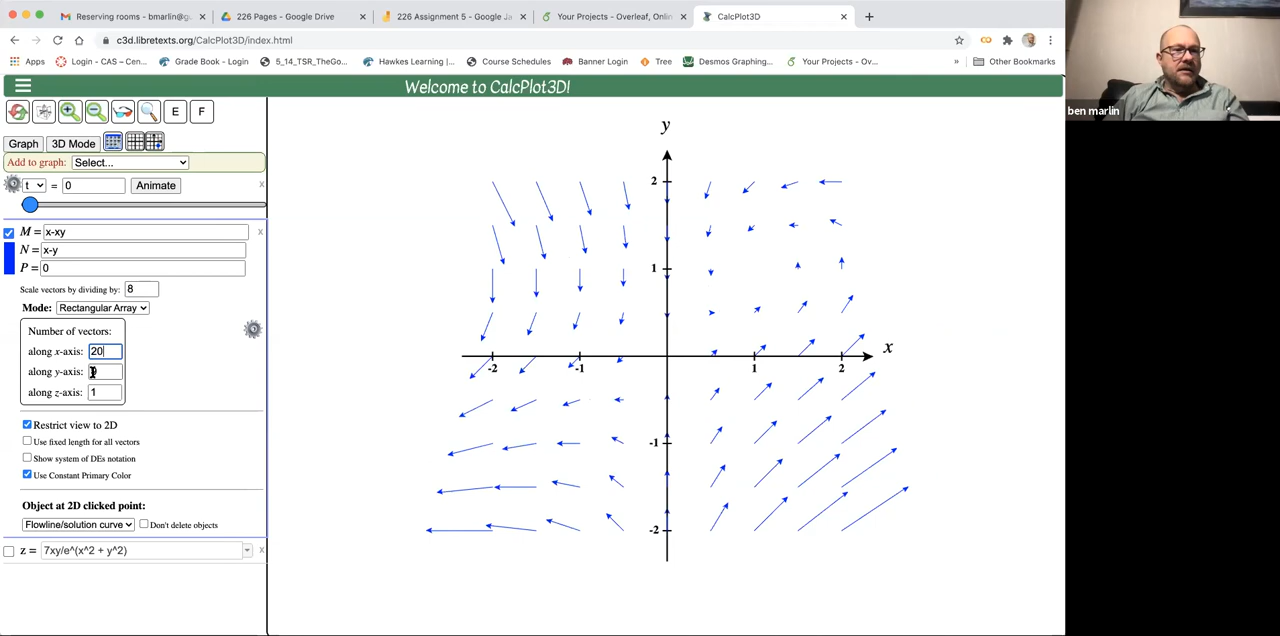 Reserving rooms - bmarlin@gu
226 Pages - Google Drive
226 Assignment 5 - Google Ja
Your Projects - Overleaf, Onlin
CalcPlot3D
c3d.libretexts.org/CalcPlot3D/index.html
Apps
Login - CAS – Cen...
Grade Book - Login
5_14_TSR_TheGo...
Hawkes Learning |...
Course Schedules
Banner Login
Tree
Desmos Graphing...
Your Projects - Ov...
»
Other Bookmarks
Welcome to CalcPlot3D!
ben marlin
E
F
Graph
3D Mode
Add to graph: Select...
t = 0
Animate
x
M = x-xy
x
N = x-y
P = 0
Scale vectors by dividing by: 8
Mode: Rectangular Array
Number of vectors:
along x-axis: 20
along y-axis:
along z-axis: 1
Restrict view to 2D
Use fixed length for all vectors
Show system of DEs notation
Use Constant Primary Color
Object at 2D clicked point:
Flowline/solution curve
Don't delete objects
z = 7xy/e^(x^2 + y^2)
x
y
2
1
x
-2
-1
1
2
-1
-2